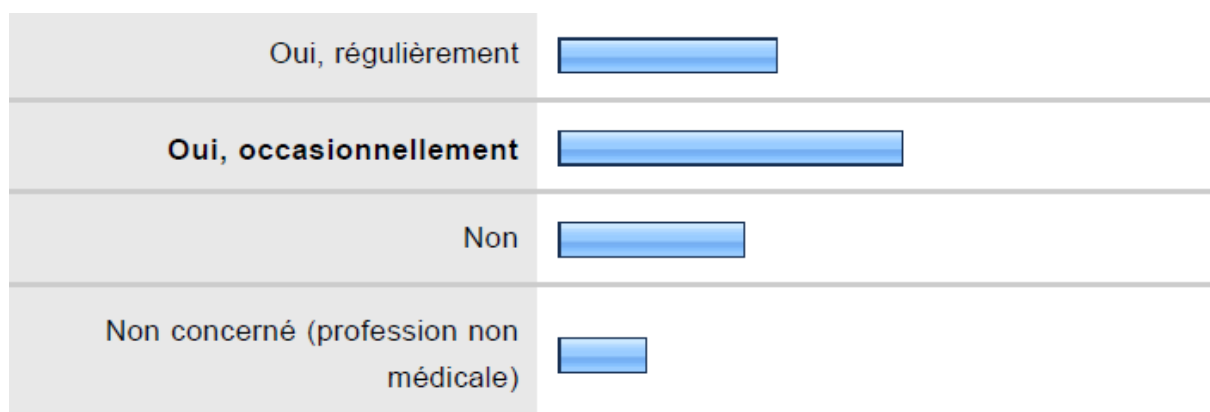 Oui, régulièrement
Oui, occasionnellement
Non
Non concerné (profession non
médicale)